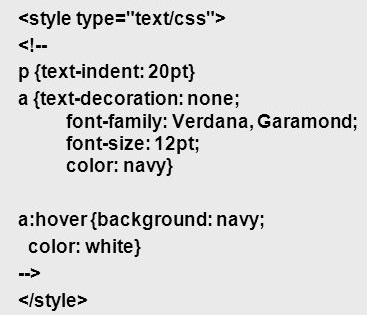 <style type="text/css">
<!--
p {text-indent: 20pt}
a {text-decoration: none;
font-family: Verdana, Garamond;
font-size: 12pt;
color: navy}
a:hover {background: navy;
color: white}
-->
</style>